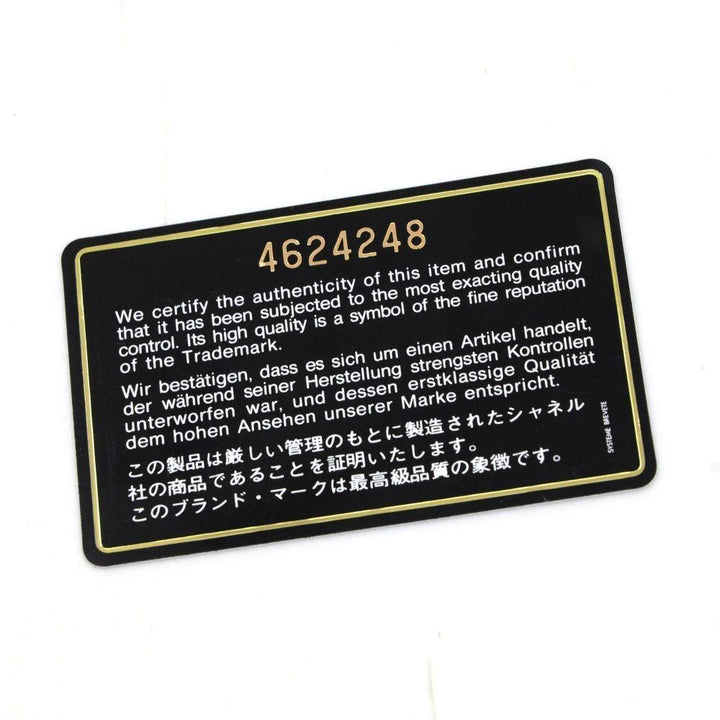 4624248
We certify the authenticity of this item and confirm
that it has been subjected to the most exacting quality
control. Its high quality is a symbol of the fine reputation
of the Trademark.
Wir bestätigen, dass es sich um einen Artikel handelt,
der während seiner Herstellung strengsten Kontrollen
unterworfen war, und dessen erstklassige Qualität
dem hohen Ansehen unserer Marke entspricht.
この製品は厳しい管理のもとに製造されたシャネル
社の商品であることを証明いたします。
このブランド・マークは最高級品質の象徴です。
SYSTEME BREVETE